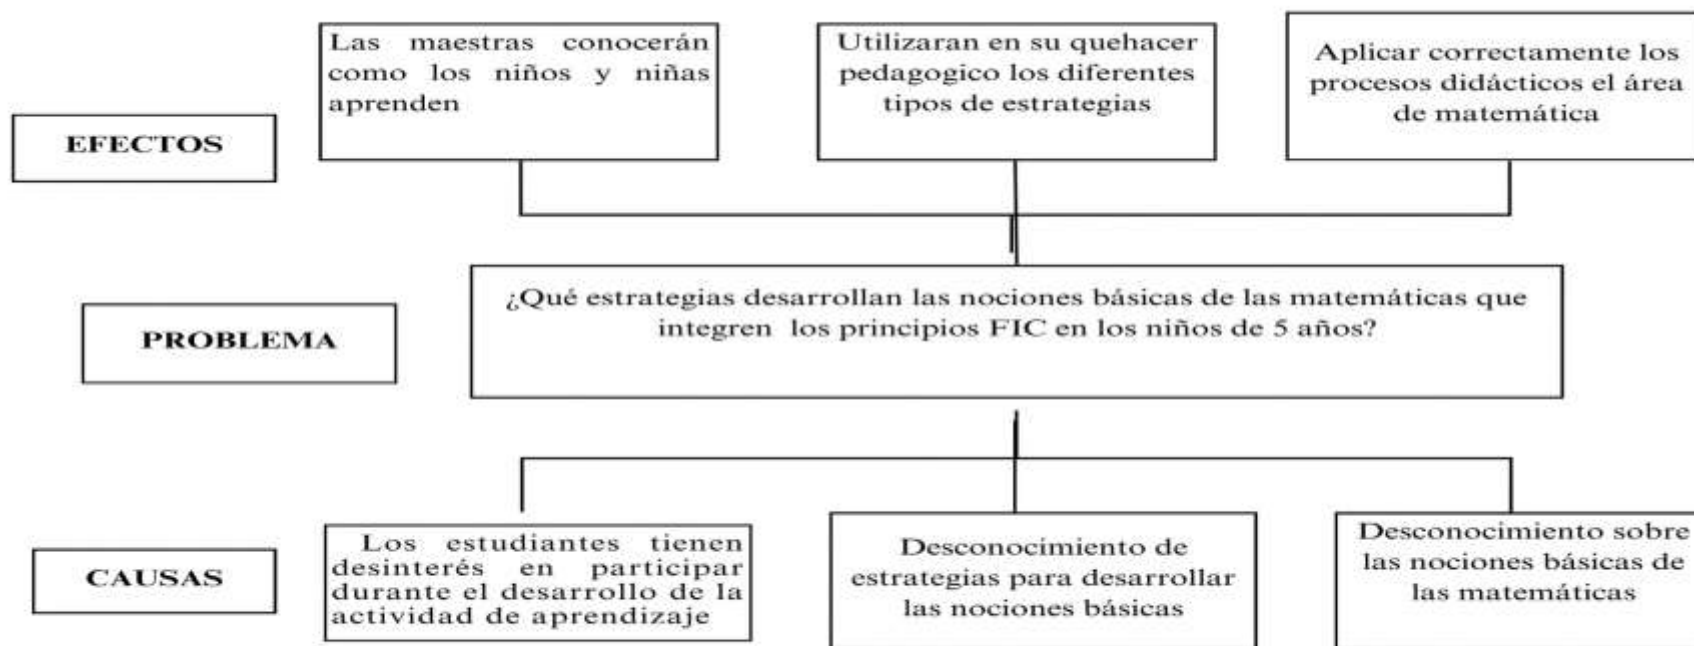 Las maestras conocerán
como los niños y niñas
aprenden
Utilizaran en su quehacer
pedagogico los diferentes
tipos de estrategias
Aplicar correctamente los
procesos didácticos el área
de matemática
EFECTOS
¿Qué estrategias desarrollan las nociones básicas de las matemáticas que
integren los principios FIC en los niños de 5 años?
PROBLEMA
Los estudiantes tienen
desinterés en participar
durante el desarrollo de la
actividad de aprendizaje
Desconocimiento de
estrategias para desarrollar
las nociones básicas
Desconocimiento sobre
las nociones básicas de
las matemáticas
CAUSAS